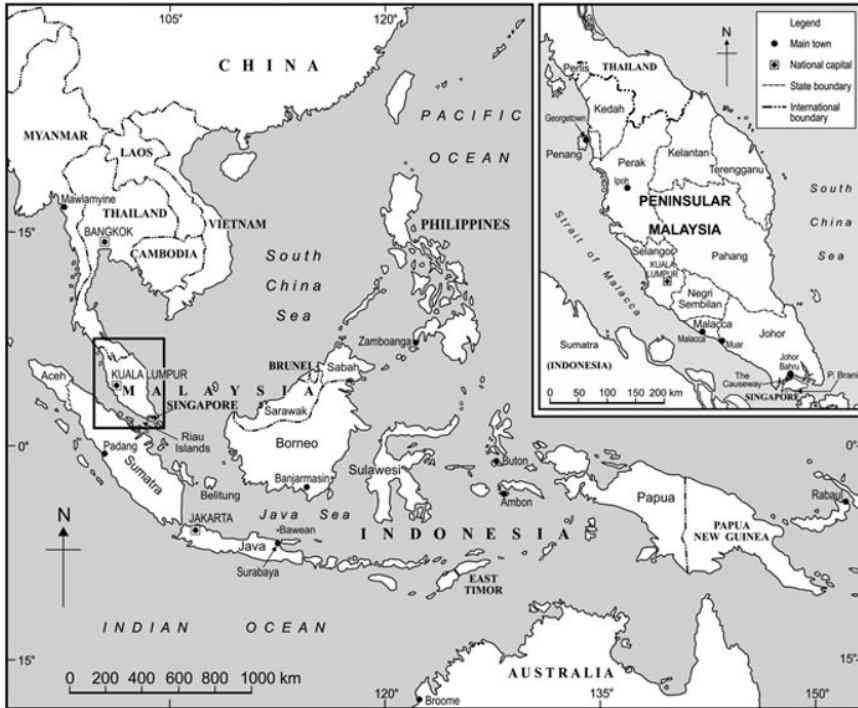 105°
120°
CHINA
MYANMAR
LAOS
PACIFIC
OCEAN
Mawlamyine
THAILAND
VIETNAM
PHILIPPINES
15°
BANGKOK
CAMBODIA
South
China
Sea
Zamboanga
BRUNEI
Sabah
Aceh
KUALA LUMPUR
MALAYSIA
SINGAPORE
Sarawak
Riau
Islands
Borneo
0°
0°
Padang
Sumatra
Belitung
Banjarmasin
Sulawesi
Buton
Ambon
Papua
Rabaul
JAKARTA
Java Sea
Bawean
INDONESIA
PAPUA
NEW GUINEA
N
Java
Surabaya
EAST
TIMOR
INDIAN OCEAN
15°
15°
AUSTRALIA
0 200 400 600 800 1000 km
Broome
120°
135°
150°
Legend
Main town
National capital
State boundary
International
boundary
N
THAILAND
Perlis
Kedah
Georgetown
Penang
Perak
Kelantan
Terengganu
Ipoh
PENINSULAR
MALAYSIA
South
China
Sea
Strait of Malacca
Selangor
Pahang
KUALA
LUMPUR
Negri
Sembilan
Malacca
Johor
Malacca
Muar
Sumatra
(INDONESIA)
Johor
Bahru
The
Causeway
P. Brani
SINGAPORE
0 50 100 150 200 km